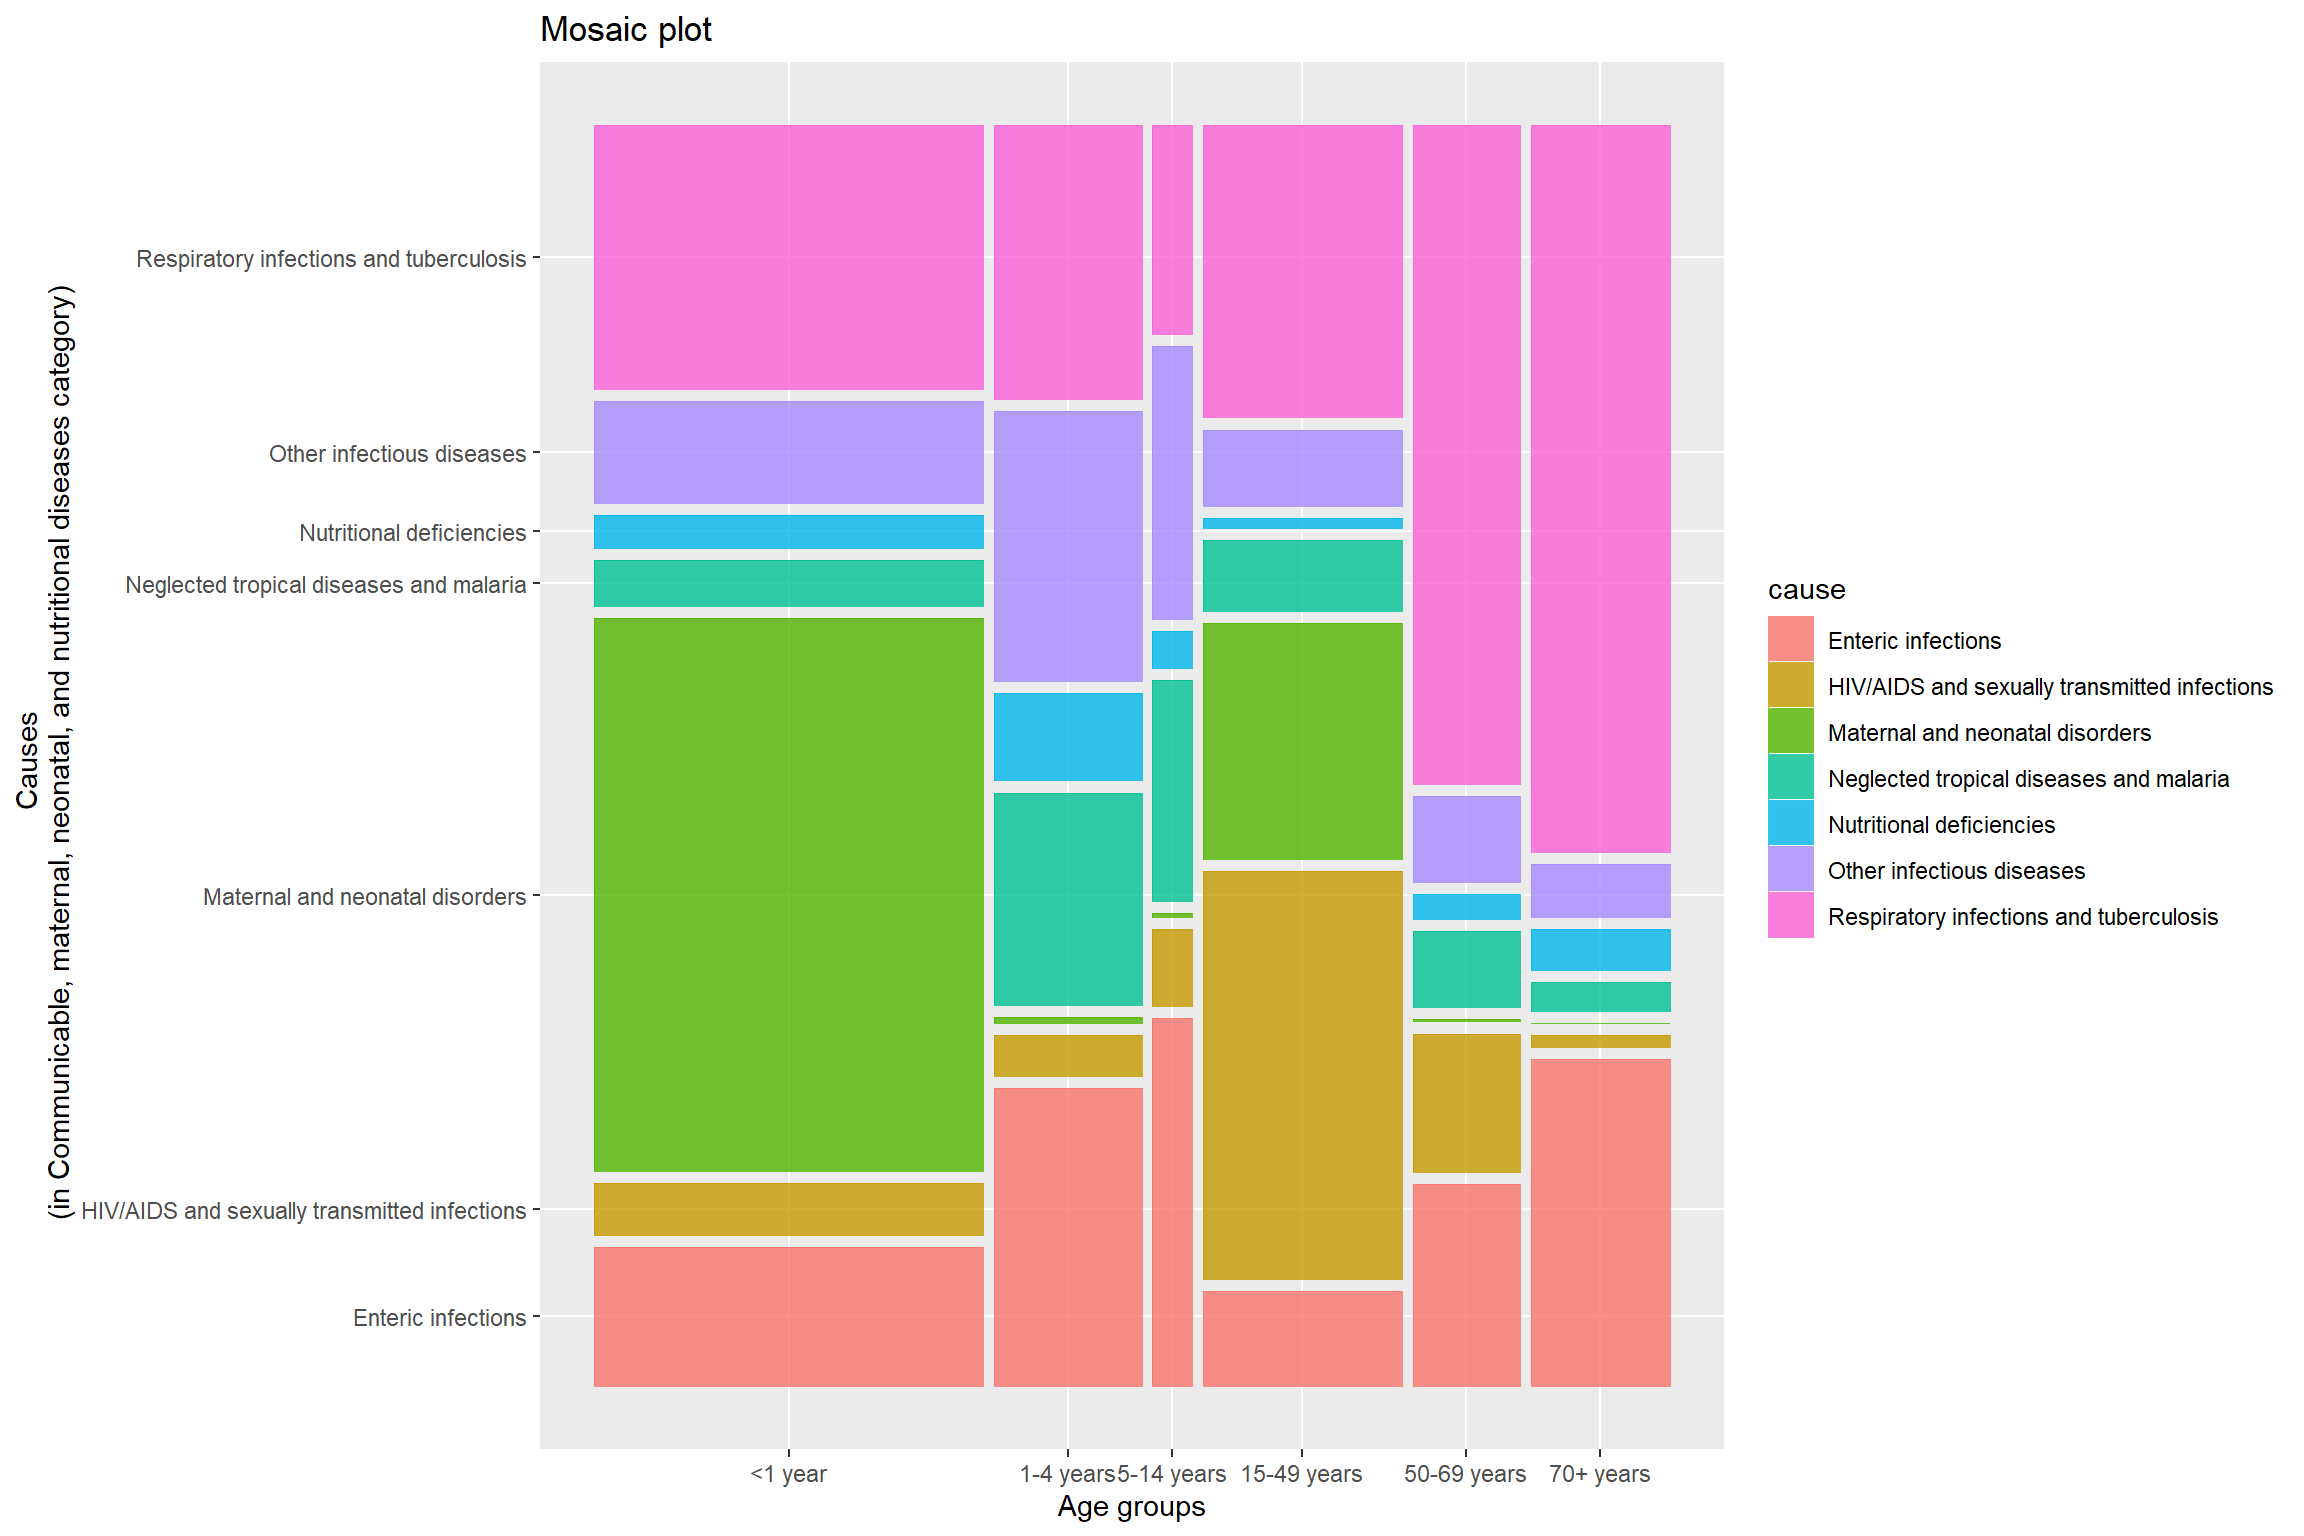 Mosaic plot
Causes
(in Communicable, maternal, neonatal, and nutritional diseases category)
Respiratory infections and tuberculosis
Other infectious diseases
Nutritional deficiencies
Neglected tropical diseases and malaria
Maternal and neonatal disorders
HIV/AIDS and sexually transmitted infections
Enteric infections
<1 year
1-4 years
5-14 years
15-49 years
50-69 years
70+ years
Age groups
cause
Enteric infections
HIV/AIDS and sexually transmitted infections
Maternal and neonatal disorders
Neglected tropical diseases and malaria
Nutritional deficiencies
Other infectious diseases
Respiratory infections and tuberculosis